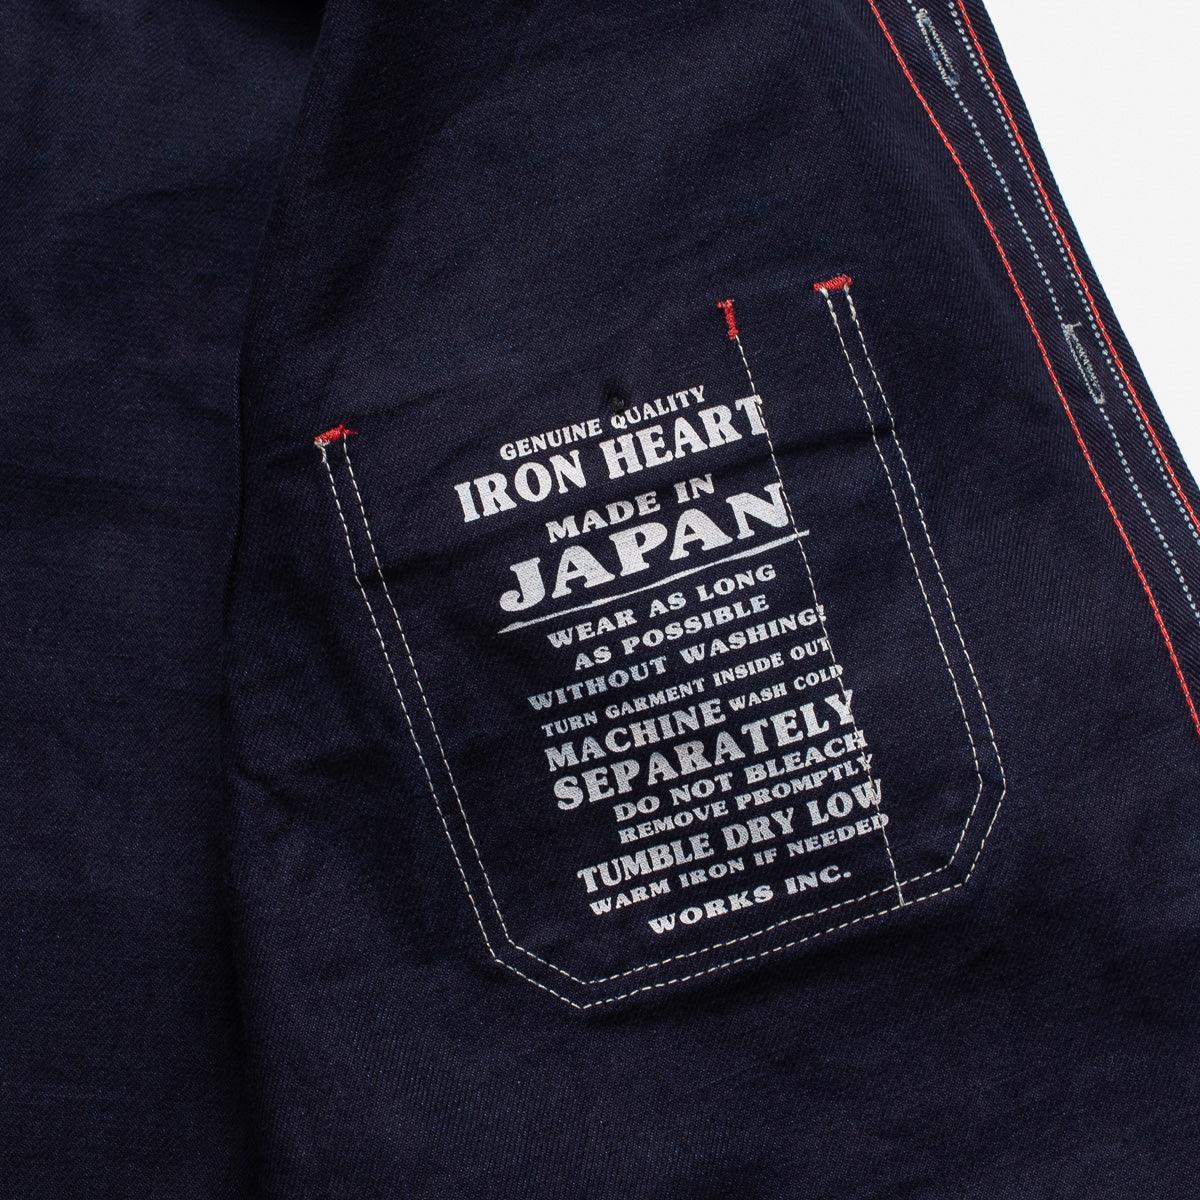 GENUINE QUALITY
IRON HEART
MADE IN
JAPAN
WEAR AS LONG
AS POSSIBLE
WITHOUT WASHING!
TURN GARMENT INSIDE OUT
MACHINE WASH COLD
SEPARATELY
DO NOT BLEACH
REMOVE PROMPTLY
TUMBLE DRY LOW
WARM IRON IF NEEDED
WORKS INC.